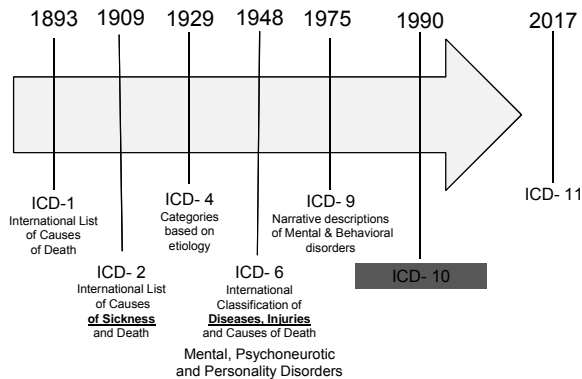 1893 1909 1929 1948 1975 1990 2017
ICD-1
International List
of Causes
of Death
ICD- 2
International List
of Causes
of Sickness
and Death
ICD- 4
Categories
based on
etiology
ICD- 6
International
Classification of
Diseases, Injuries
and Causes of Death
Mental, Psychoneurotic
and Personality Disorders
ICD- 9
Narrative descriptions
of Mental & Behavioral
disorders
ICD- 10
ICD- 11